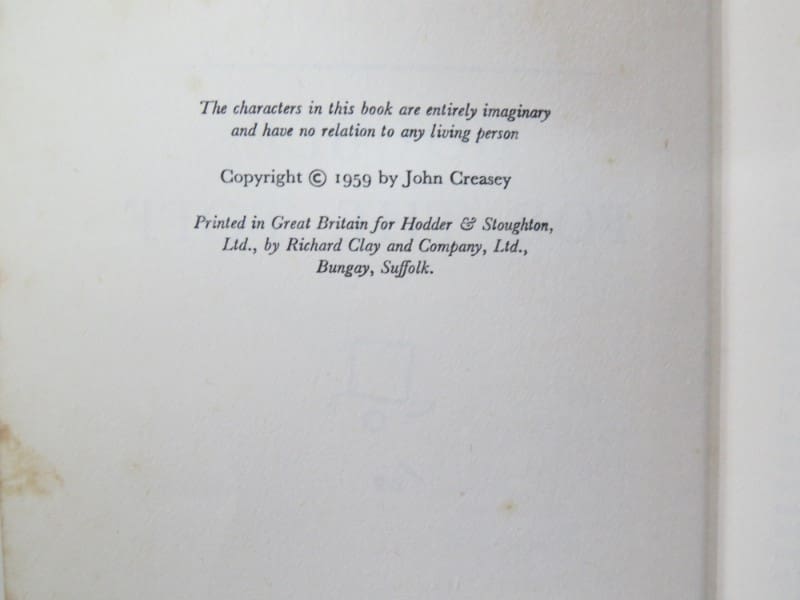 The characters in this book are entirely imaginary
and have no relation to any living person
Copyright © 1959 by John Creasey
Printed in Great Britain for Hodder & Stoughton,
Ltd., by Richard Clay and Company, Ltd.,
Bungay, Suffolk.